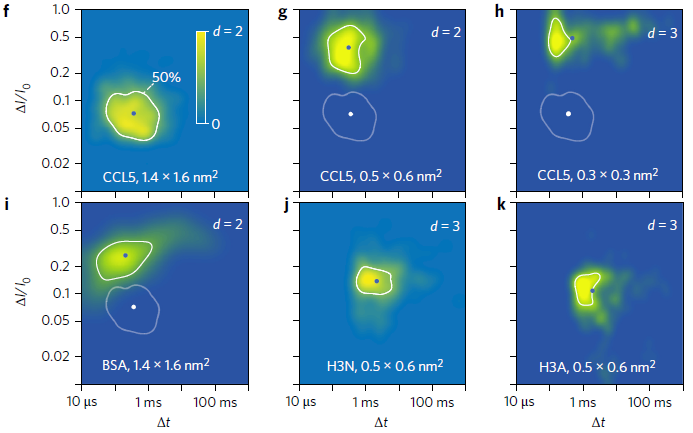 f
g
h
1.0
0.5
0.2
0.1
0.05
0.02
ΔI/I0
d = 2
0
50%
CCL5, 1.4 × 1.6 nm2
d = 2
CCL5, 0.5 × 0.6 nm2
d = 3
CCL5, 0.3 × 0.3 nm2
i
j
k
1.0
0.5
0.2
0.1
0.05
0.02
ΔI/I0
d = 2
BSA, 1.4 × 1.6 nm2
d = 3
H3N, 0.5 × 0.6 nm2
d = 3
H3A, 0.5 × 0.6 nm2
10 μs 1 ms 100 ms
10 μs 1 ms 100 ms
10 μs 1 ms 100 ms
Δt
Δt
Δt